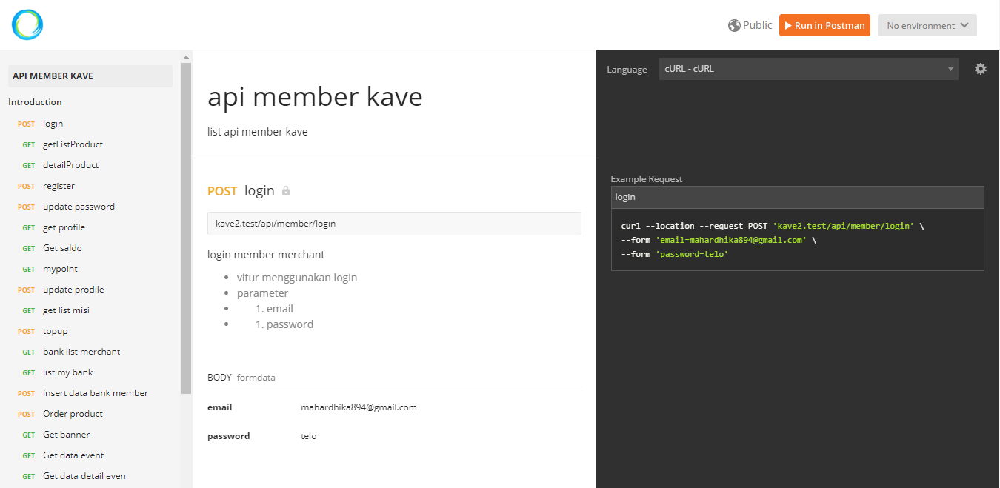 Public
Run in Postman
No environment
API MEMBER KAVE
Introduction
POST login
GET getListProduct
GET detailProduct
POST register
POST update password
GET get profile
GET Get saldo
GET mypoint
POST update prodile
GET get list misi
POST topup
GET bank list merchant
GET list my bank
POST insert data bank member
POST Order product
GET Get banner
GET Get data event
GET Get data detail even
api member kave
list api member kave
POST login
kave2.test/api/member/login
login member merchant
• vitur menggunakan login
• parameter
• 1. email
• 1. password
BODY formdata
email mahardhika894@gmail.com
password telo
Language cURL - cURL
Example Request
login
curl --location --request POST 'kave2.test/api/member/login' \
--form 'email=mahardhika894@gmail.com' \
--form 'password=telo'